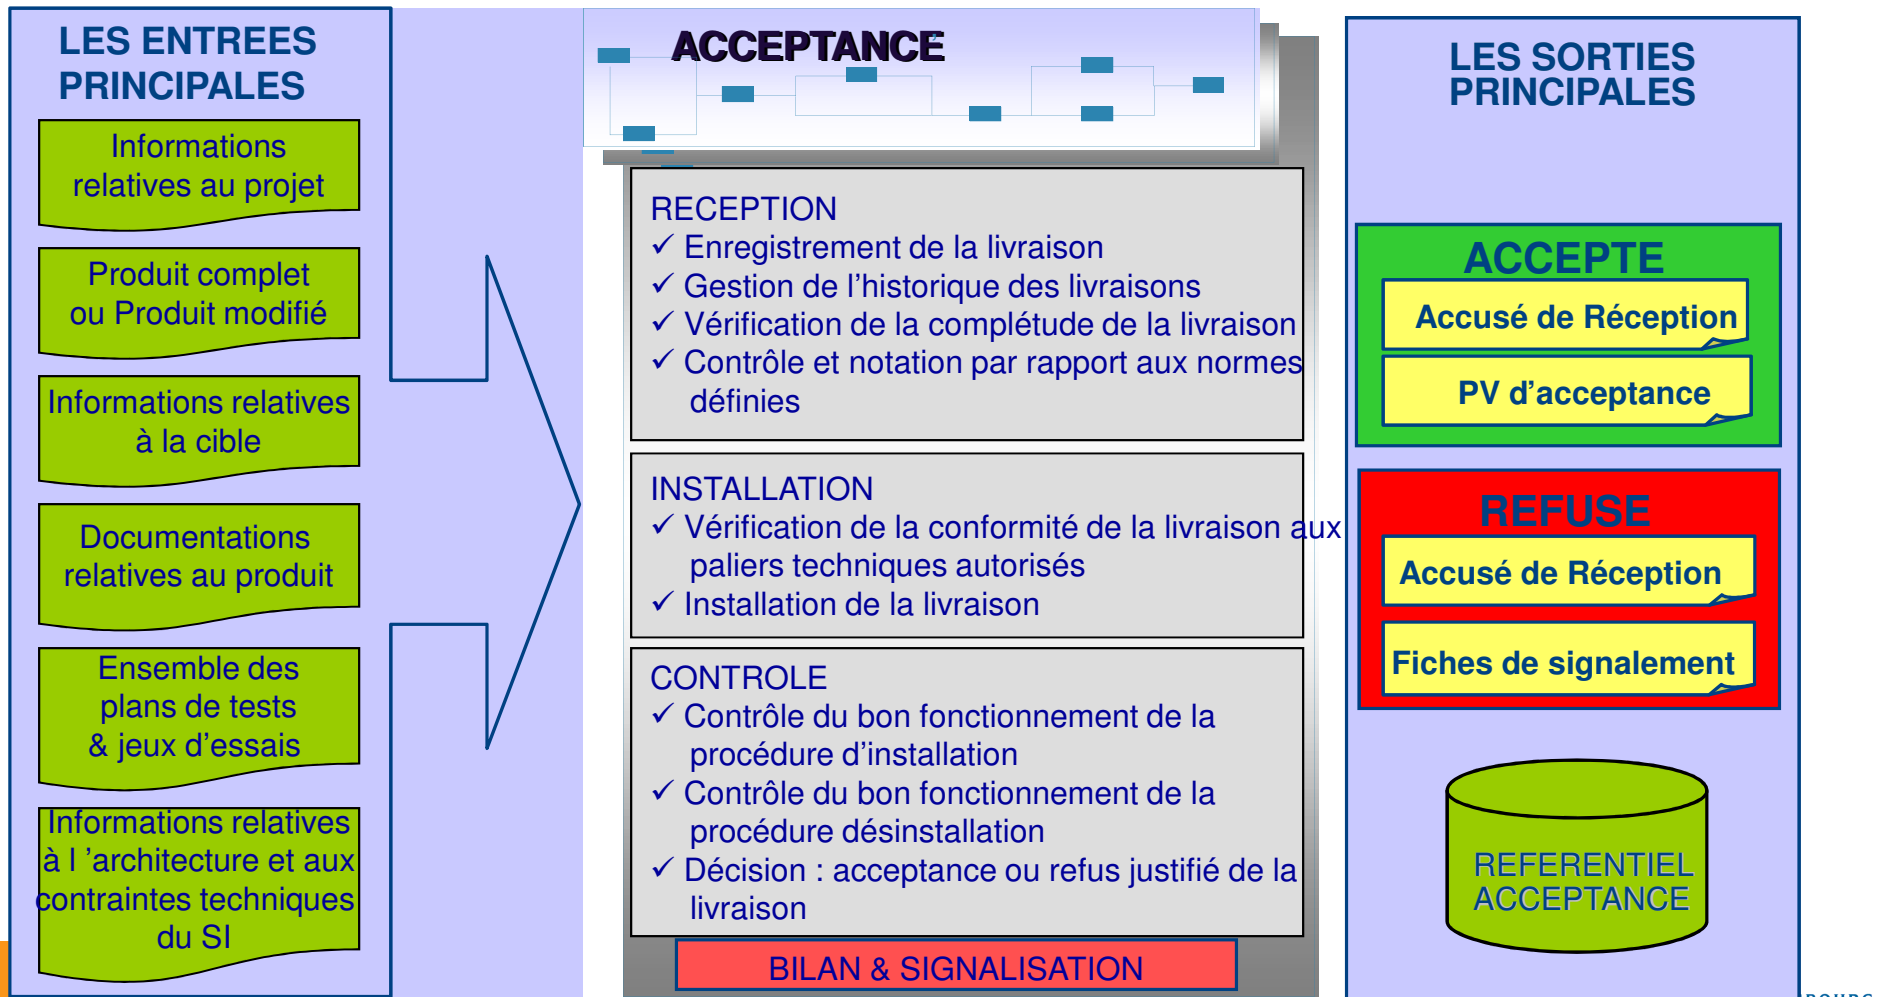 LES ENTREES
PRINCIPALES
Informations
relatives au projet
Produit complet
ou Produit modifié
Informations relatives
à la cible
Documentations
relatives au produit
Ensemble des
plans de tests
& jeux d'essais
Informations relatives
à l 'architecture et aux
contraintes techniques
du SI
ACCEPTANCE
RECEPTION
✓ Enregistrement de la livraison
✓ Gestion de l'historique des livraisons
✓ Vérification de la complétude de la livraison
✓ Contrôle et notation par rapport aux normes
définies
INSTALLATION
✓ Vérification de la conformité de la livraison aux
paliers techniques autorisés
✓ Installation de la livraison
CONTROLE
✓ Contrôle du bon fonctionnement de la
procédure d'installation
✓ Contrôle du bon fonctionnement de la
procédure désinstallation
✓ Décision : acceptance ou refus justifié de la
livraison
BILAN & SIGNALISATION
LES SORTIES
PRINCIPALES
ACCEPTE
Accusé de Réception
PV d'acceptance
REFUSE
Accusé de Réception
Fiches de signalement
REFERENTIEL
ACCEPTANCE